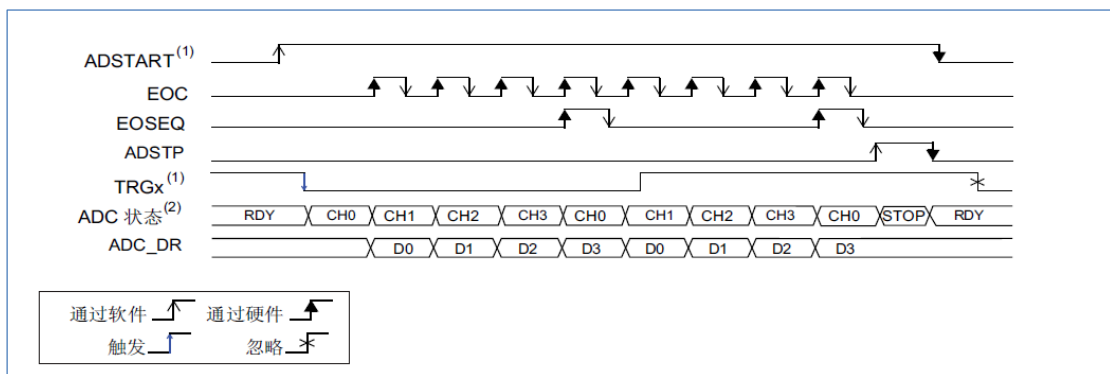 ADSTART(1)
EOC
EOSEQ
ADSTP
TRGx(1)
ADC 状态(2) RDY CH0 CH1 CH2 CH3 CH0 CH1 CH2 CH3 CH0 STOP RDY
ADC_DR D0 D1 D2 D3 D0 D1 D2 D3
通过软件 通过硬件
触发 忽略